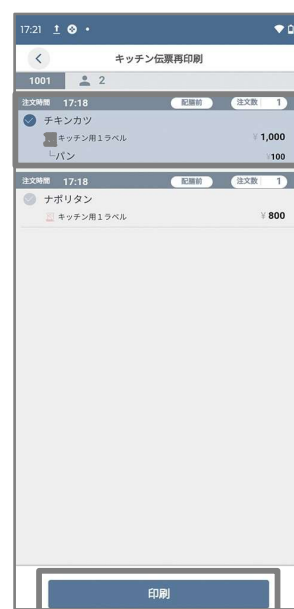 17:21
キッチン伝票再印刷
1001 2
注文時間 17:18 配膳前 注文数 1
チキンカツ
キッチン用１ラベル ¥ 1,000
└パン ¥100
注文時間 17:18 配膳前 注文数 1
ナポリタン
キッチン用１ラベル ¥ 800
印刷